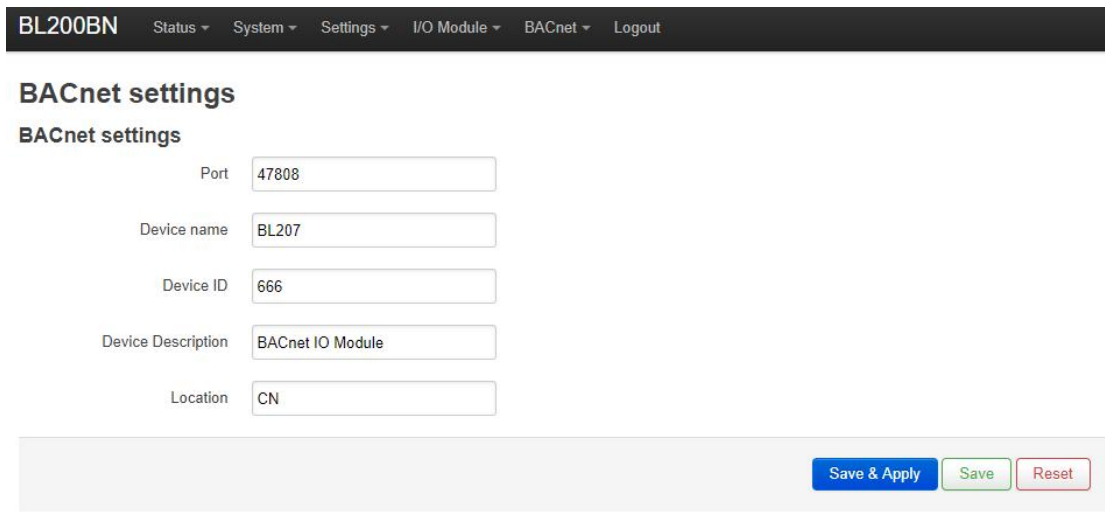 BL200BN Status System Settings I/O Module BACnet Logout
BACnet settings
BACnet settings
Port 47808
Device name BL207
Device ID 666
Device Description BACnet IO Module
Location CN
Save & Apply Save Reset